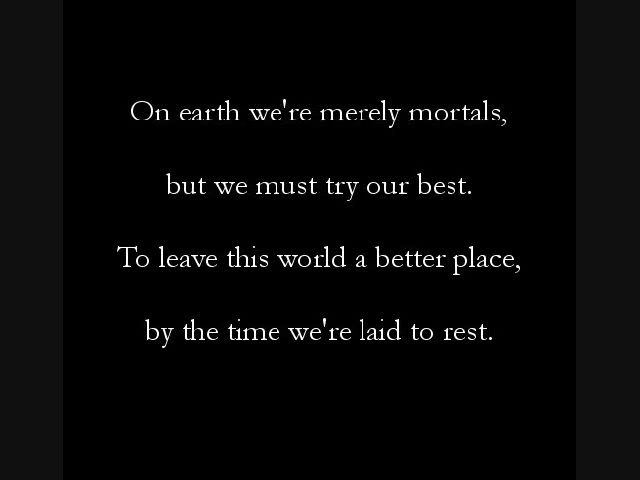 On earth we're merely mortals,
but we must try our best.
To leave this world a better place,
by the time we're laid to rest.